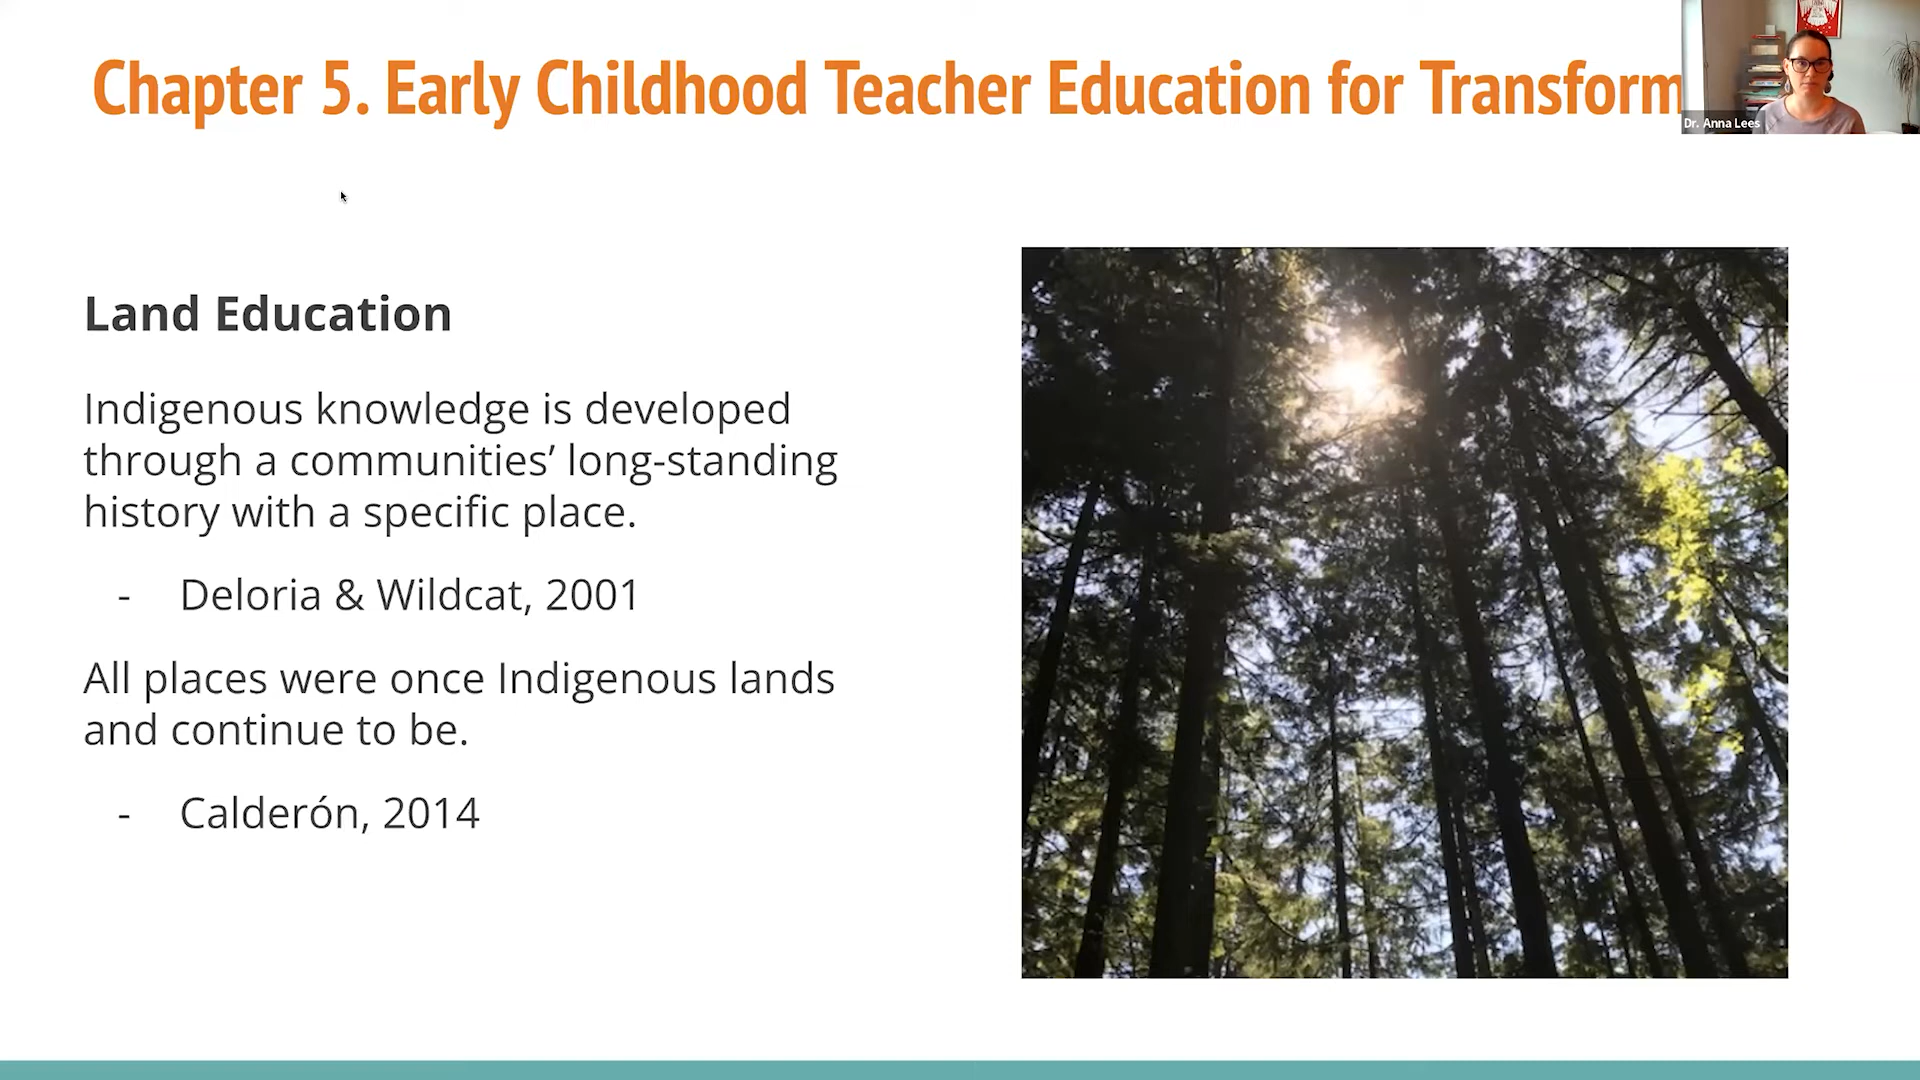 Chapter 5. Early Childhood Teacher Education for Transform
Dr. Anna Lees
Land Education
Indigenous knowledge is developed
through a communities’ long-standing
history with a specific place.
- Deloria & Wildcat, 2001
All places were once Indigenous lands
and continue to be.
- Calderón, 2014